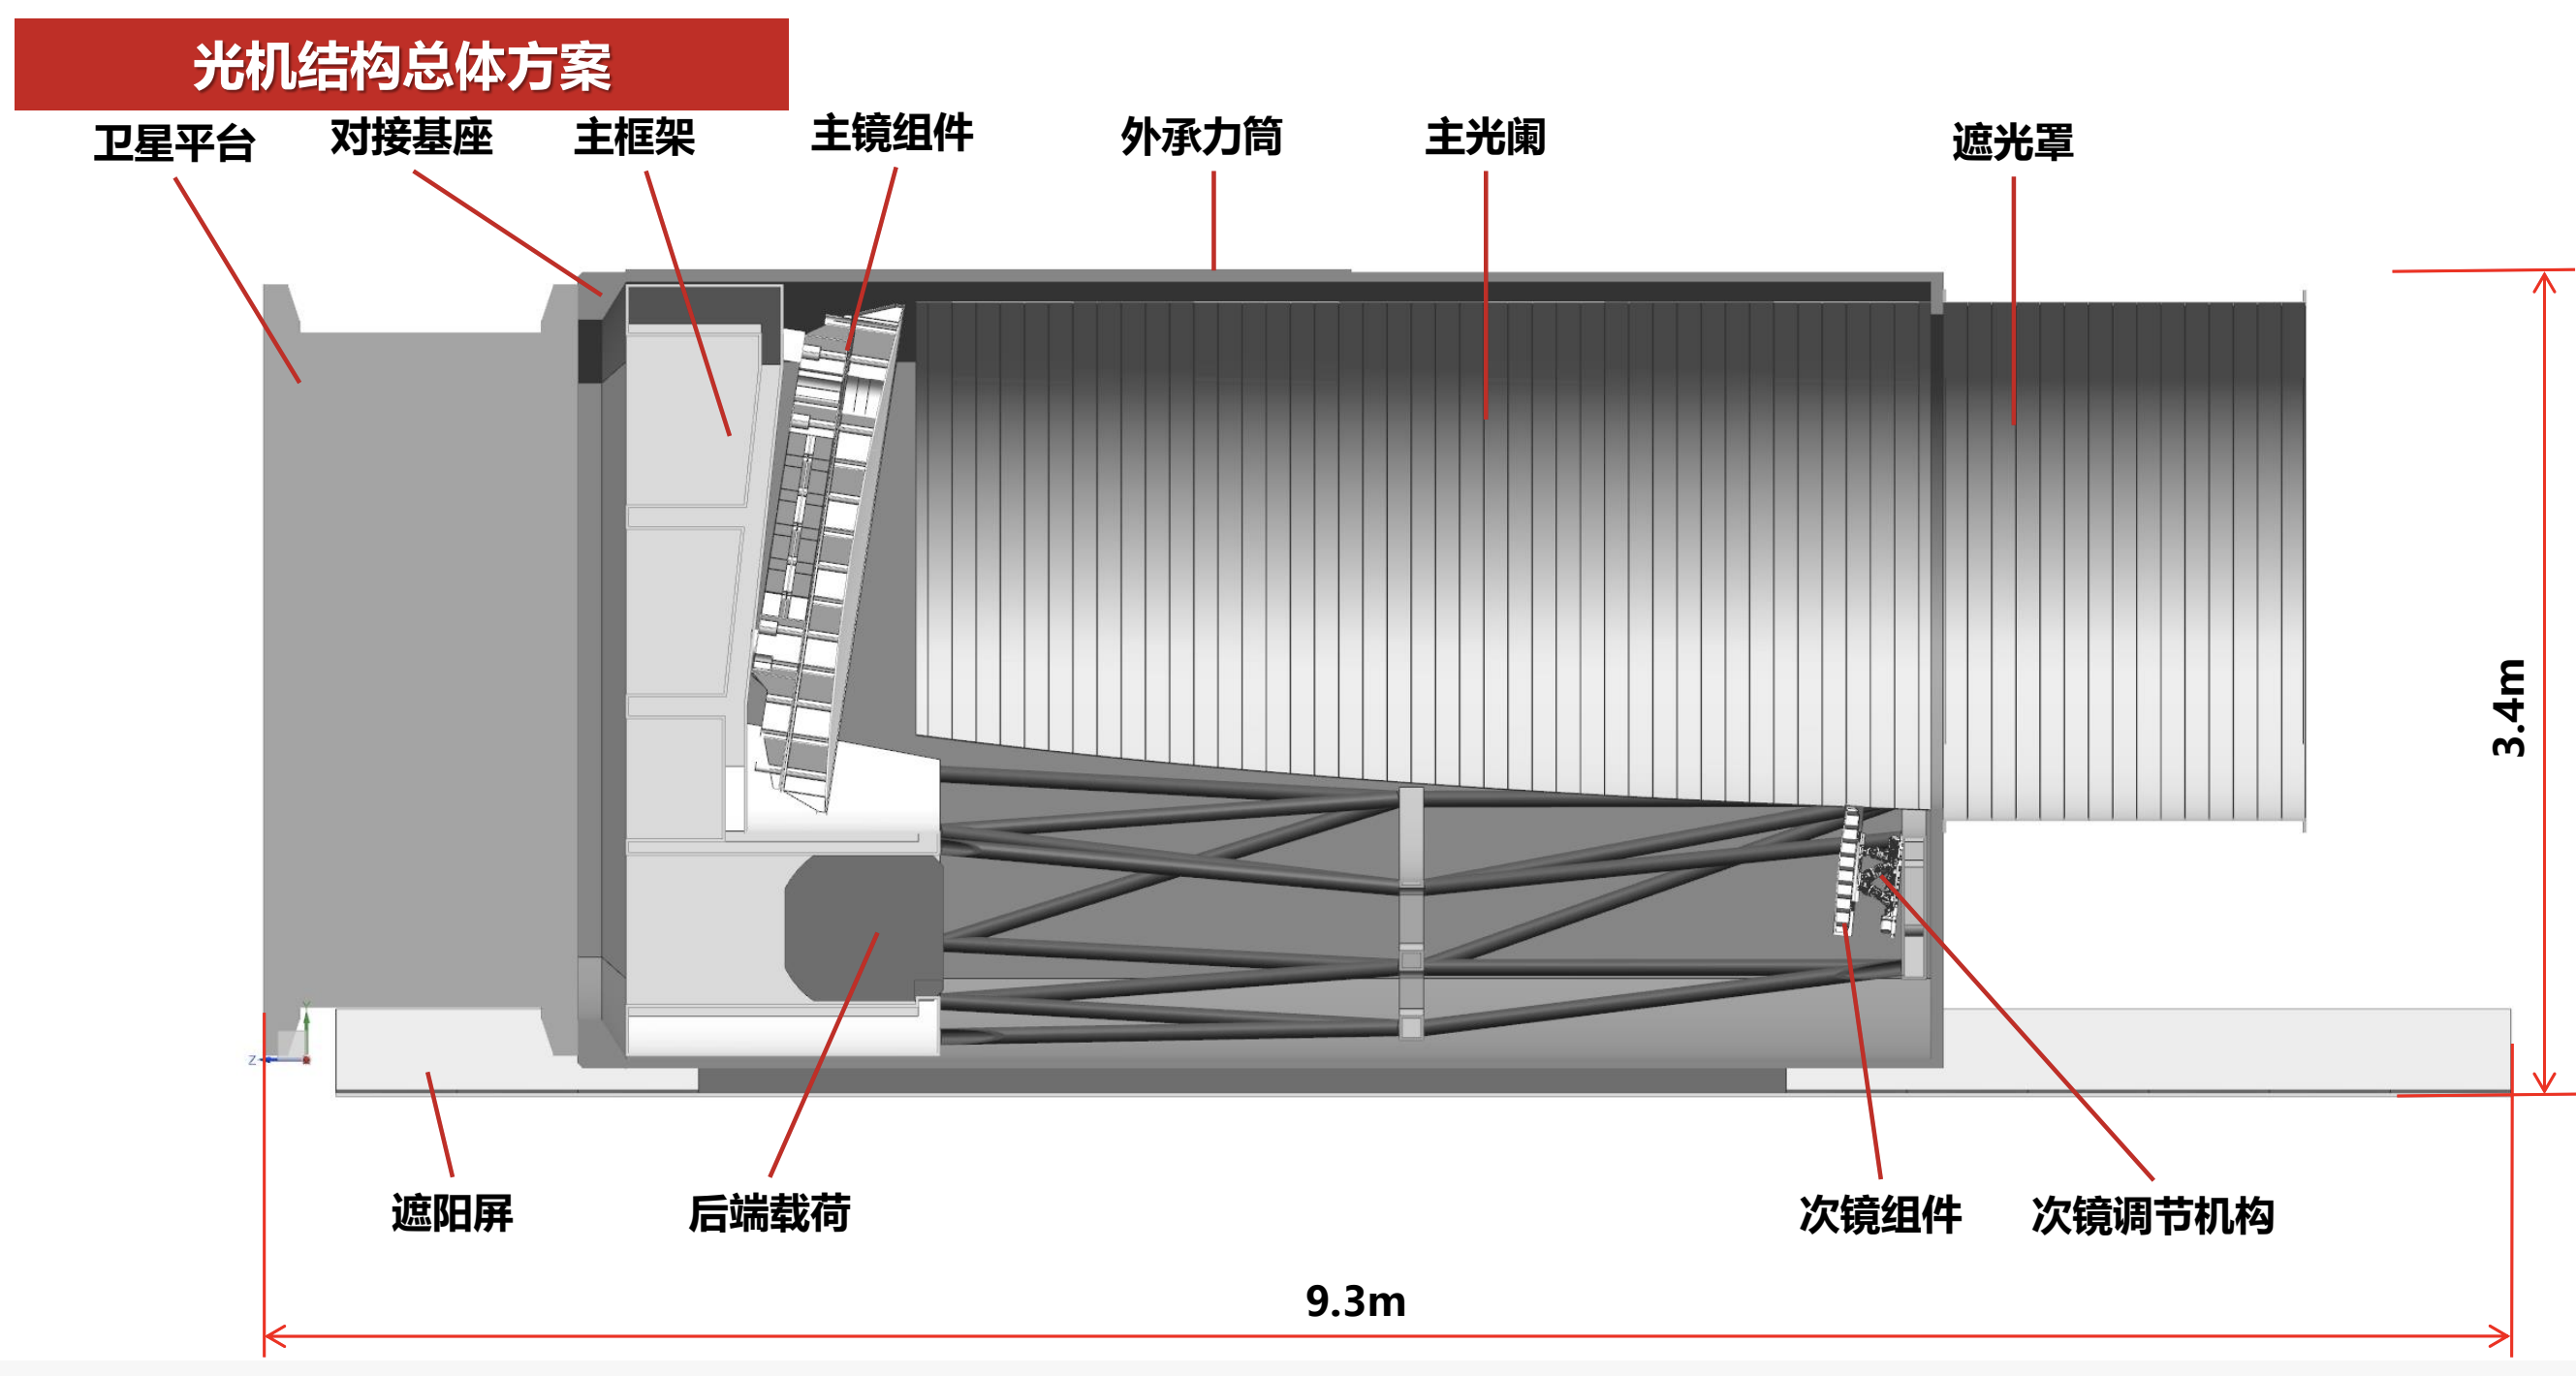 光机结构总体方案
卫星平台
对接基座
主框架
主镜组件
外承力筒
主光阑
遮光罩
3.4m
Y
Z
遮阳屏
后端载荷
次镜组件
次镜调节机构
9.3m